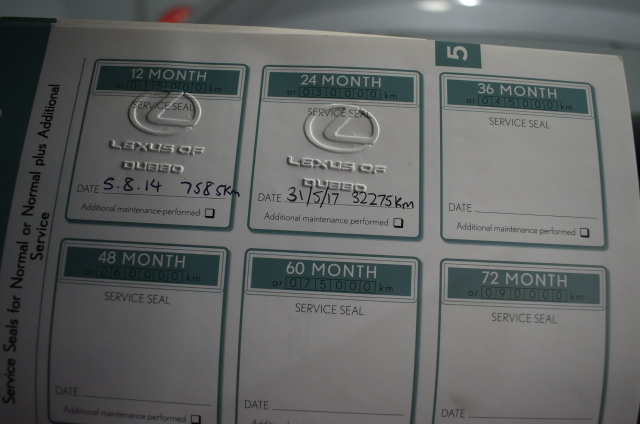 5
Service Seals for Normal or Normal plus Additional
Service
12 MONTH
or 015000 km
SERVICE SEAL
LEXUS OF
DUBBO
DATE 5.8.14 7585Km
Additional maintenance performed
24 MONTH
or 030000 km
SERVICE SEAL
LEXUS OF
DUBBO
DATE 31/5/17 32275Km
Additional maintenance performed
36 MONTH
or 045000 km
SERVICE SEAL
DATE
Additional maintenance performed
48 MONTH
or 060000 km
SERVICE SEAL
DATE
Additional maintenance performed
60 MONTH
or 075000 km
SERVICE SEAL
DATE
72 MONTH
or 090000 km
SERVICE SEAL
DATE